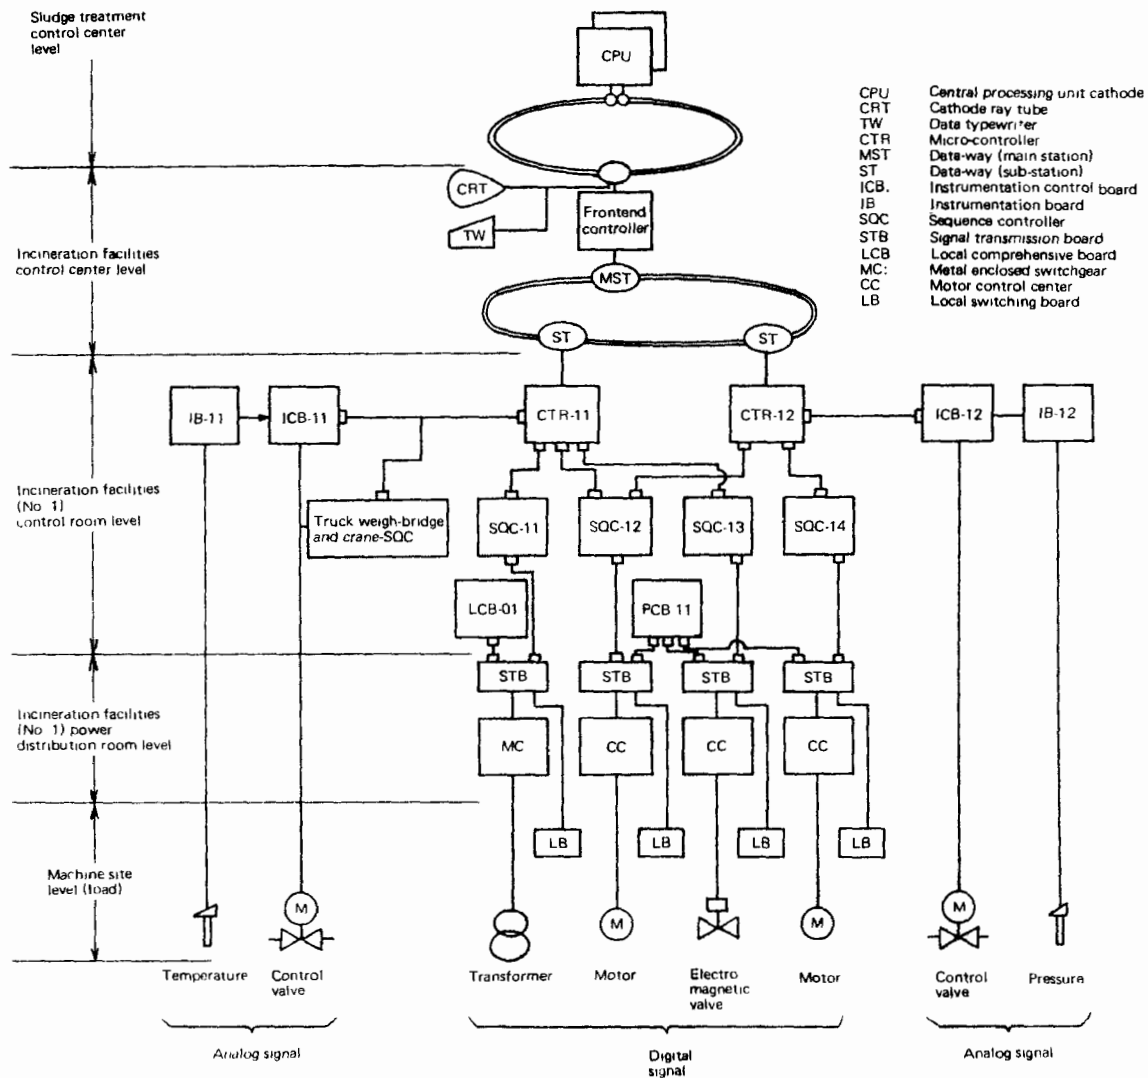 Sludge treatment
control center
level
CPU
CPU Central processing unit cathode
CRT Cathode ray tube
TW Data typewriter
CTR Micro-controller
MST Data-way (main station)
ST Data-way (sub-station)
ICB. Instrumentation control board
IB Instrumentation board
SQC Sequence controller
STB Signal transmission board
LCB Local comprehensive board
MC: Metal enclosed switchgear
CC Motor control center
LB Local switching board
CRT
TW
Frontend
controller
Incineration facilities
control center level
MST
ST
ST
IB-11
ICB-11
CTR-11
CTR-12
ICB-12
IB-12
Incineration facilities
(No 1)
control room level
Truck weigh-bridge
and crane-SQC
SQC-11
SQC-12
SQC-13
SQC-14
LCB-01
PCB 11
STB
STB
STB
STB
Incineration facilities
(No 1) power
distribution room level
MC
CC
CC
CC
LB
LB
LB
LB
Machine site
level (load)
M
M
M
M
Temperature
Control
valve
Transformer
Motor
Electro
magnetic
valve
Motor
Control
valve
Pressure
Analog signal
Digital
signal
Analog signal